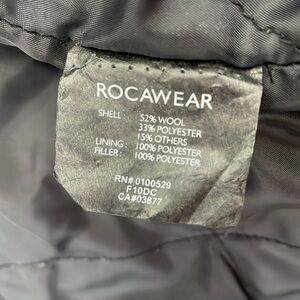 ROCAWEAR
SHELL: 52% WOOL
33% POLYESTER
15% OTHERS
LINING: 100% POLYESTER
FILLER: 100% POLYESTER
RN# 0100529
F10DC
CA#03877